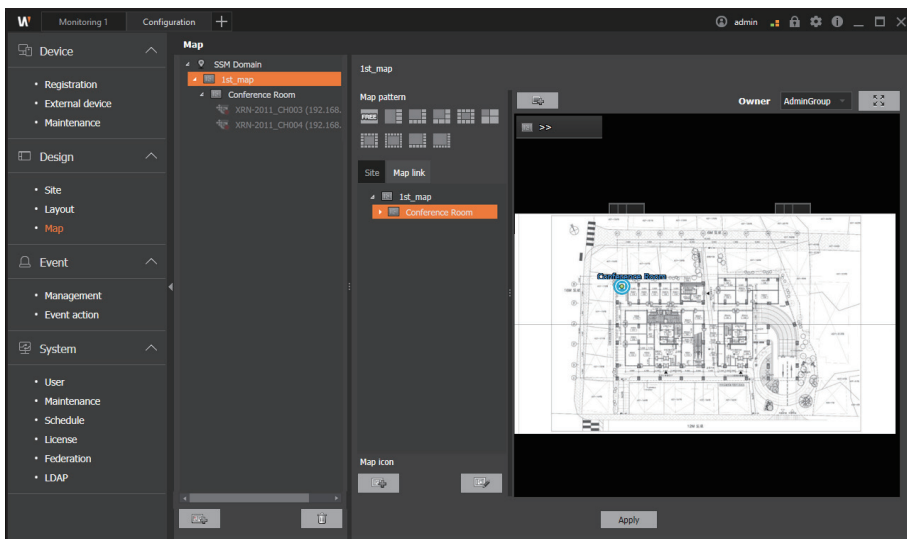 Monitoring 1
Configuration
admin
Device
Registration
External device
Maintenance
Design
Site
Layout
Map
Event
Management
Event action
System
User
Maintenance
Schedule
License
Federation
LDAP
Map
SSM Domain
1st_map
Conference Room
XRN-2011_CH003 (192.168.
XRN-2011_CH004 (192.168.
1st_map
Map pattern
FREE
Site Map link
1st_map
Conference Room
Map icon
Owner AdminGroup
>>
Conference Room
Apply